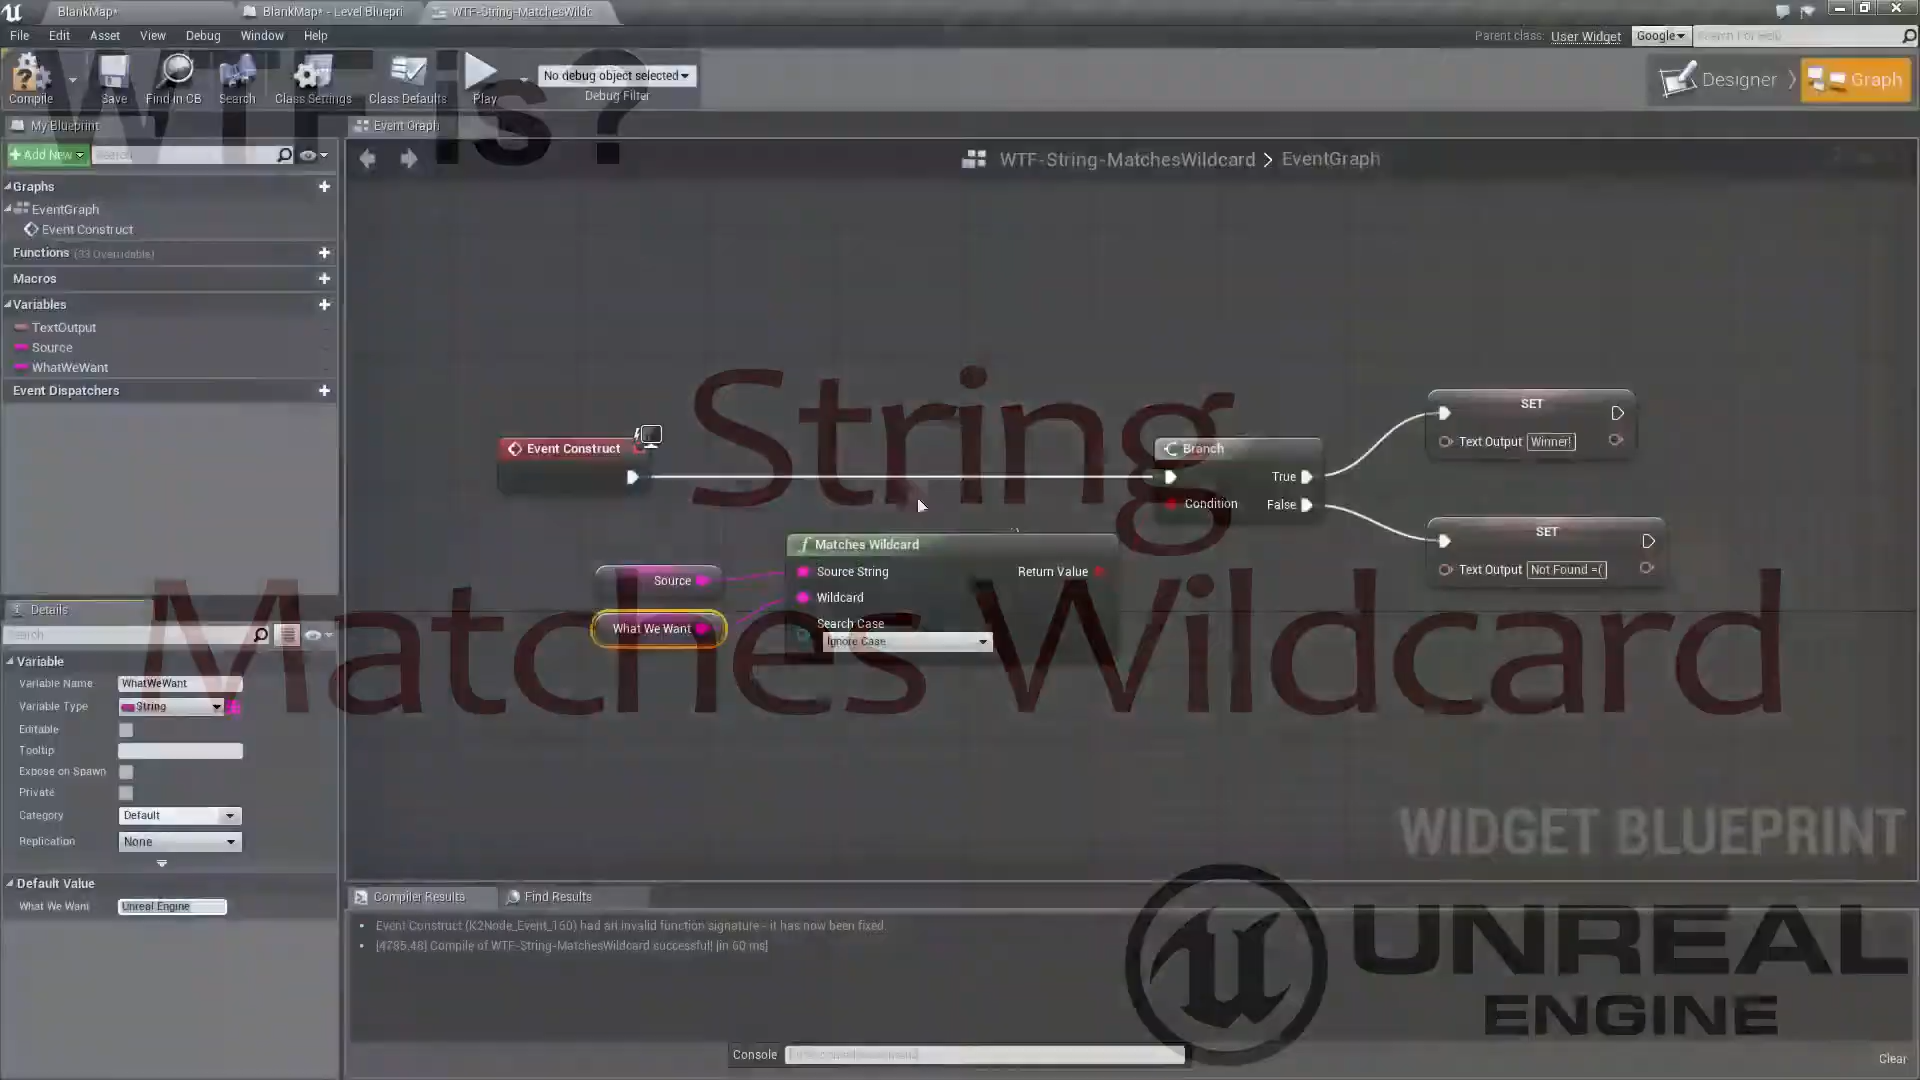 BlankMap*
BlankMap* - Level Bluepri
WTF-String-MatchesWildc
File Edit Asset View Debug Window Help
Parent class: User Widget
Google
Compile
Save
Find in CB
Search
Class Settings
Class Defaults
Play
No debug object selected
Debug Filter
Designer
Graph
WTF is?
My Blueprint
Event Graph
+ Add New
Search
WTF-String-MatchesWildcard > EventGraph
Graphs
EventGraph
Event Construct
Functions (33 Overridable)
Macros
Variables
TextOutput
Source
WhatWeWant
Event Dispatchers
String
Matches Wildcard
Event Construct
Branch
True
Condition
False
SET
Text Output Winner!
SET
Text Output Not Found =(
Matches Wildcard
Source String
Return Value
Wildcard
Search Case
Ignore Case
Source
What We Want
Details
Search
Variable
Variable Name WhatWeWant
Variable Type String
Editable
Tooltip
Expose on Spawn
Private
Category Default
Replication None
Default Value
What We Want Unreal Engine
WIDGET BLUEPRINT
Compiler Results
Find Results
Event Construct (K2Node_Event_160) had an invalid function signature - it has now been fixed.
[4785.48] Compile of WTF-String-MatchesWildcard successful! [in 60 ms]
UNREAL
ENGINE
Console
Clear